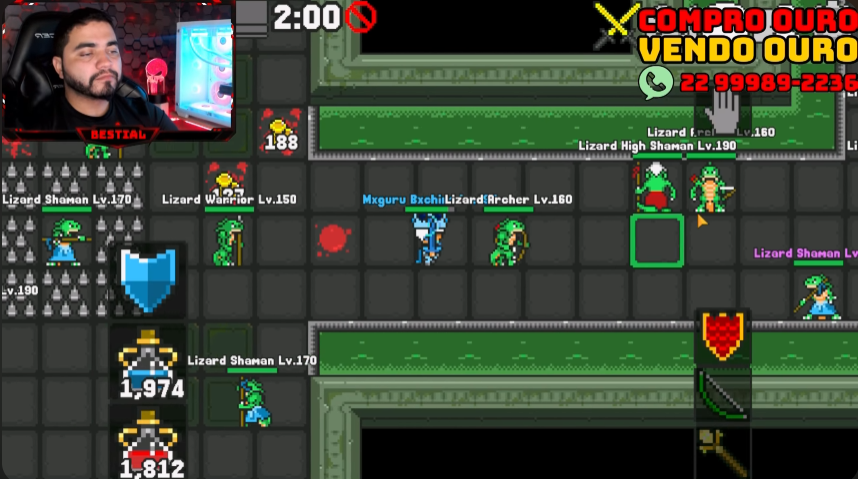 2:00
COMPRO OURO
VENDO OURO
22 99989-2236
BESTIAL
188
Lizard Lv.160
Lizard High Shaman Lv.190
Lizard Shaman Lv.170
Lizard Warrior Lv.150
Mxguru Bxchii
Lizard Archer Lv.160
Lizard Shaman Lv
Lv.190
Lizard Shaman Lv.170
1,974
1,812